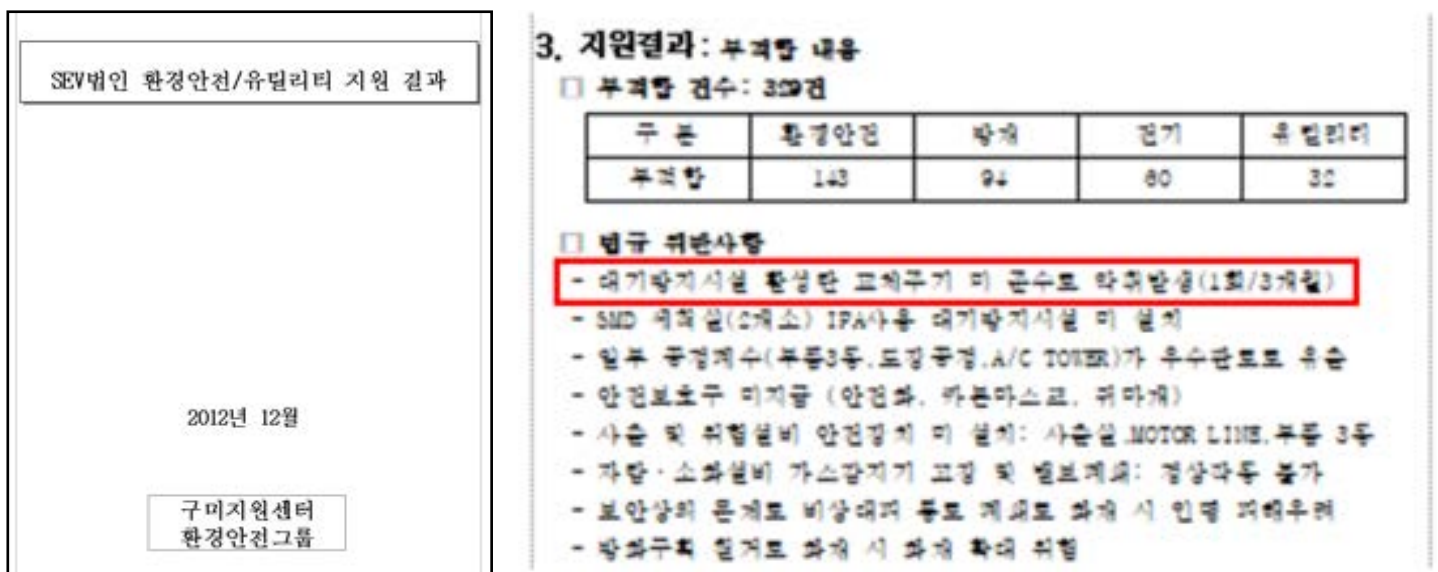 SEV법인 환경안전/유틸리티 지원 결과
2012년 12월
구미지원센터
환경안전그룹
3. 지원결과: 부적합 내용
□ 부적합 건수: 329건
구 분 환경안전 방재 전기 유틸리티
부적합 143 94 60 32
□ 법규 위반사항
- 대기방지시설 활성탄 교체주기 미 준수로 악취발생(1회/3개월)
- SMD 세척실(2개소) IPA사용 대기방지시설 미 설치
- 일부 공정폐수(부품3동,도장공정,A/C TOWER)가 우수관로로 유출
- 안전보호구 미지급 (안전화, 카본마스크, 귀마개)
- 사출 및 위험설비 안전장치 미 설치: 사출실,MOTOR LINE,부품 3동
- 자탐·소화설비 가스감지기 고장 및 밸브폐쇄: 정상작동 불가
- 보안상의 문제로 비상대피 통로 폐쇄로 화재 시 인명 피해우려
- 방화구획 철거로 화재 시 화재 확대 위험